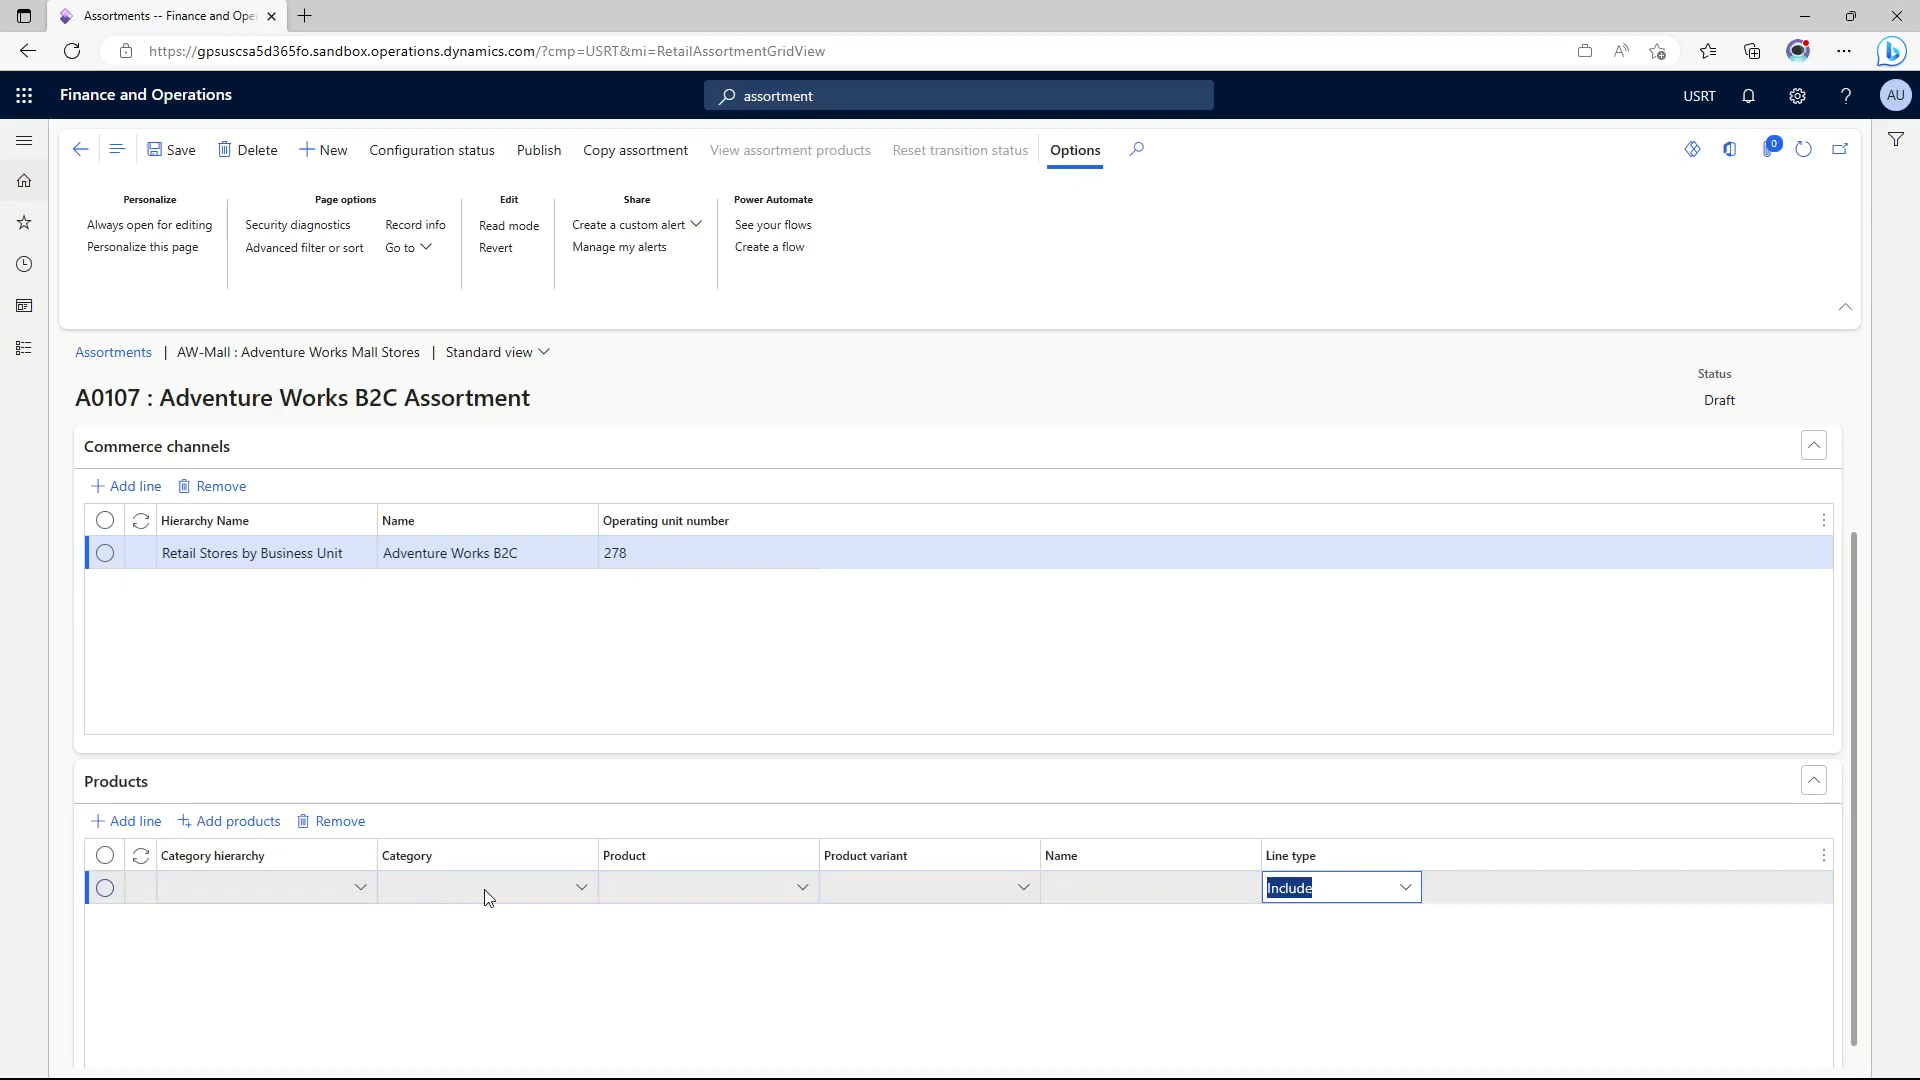 Assortments -- Finance and Ope
https://gpsuscsa5d365fo.sandbox.operations.dynamics.com/?cmp=USRT&mi=RetailAssortmentGridView
Finance and Operations
assortment
USRT
AU
Save
Delete
New
Configuration status
Publish
Copy assortment
View assortment products
Reset transition status
Options
0
Personalize
Always open for editing
Personalize this page
Page options
Security diagnostics
Advanced filter or sort
Record info
Go to
Edit
Read mode
Revert
Share
Create a custom alert
Manage my alerts
Power Automate
See your flows
Create a flow
Assortments | AW-Mall : Adventure Works Mall Stores | Standard view
A0107 : Adventure Works B2C Assortment
Status
Draft
Commerce channels
Add line Remove
Hierarchy Name Name Operating unit number
Retail Stores by Business Unit Adventure Works B2C 278
Products
Add line Add products Remove
Category hierarchy Category Product Product variant Name Line type
Include